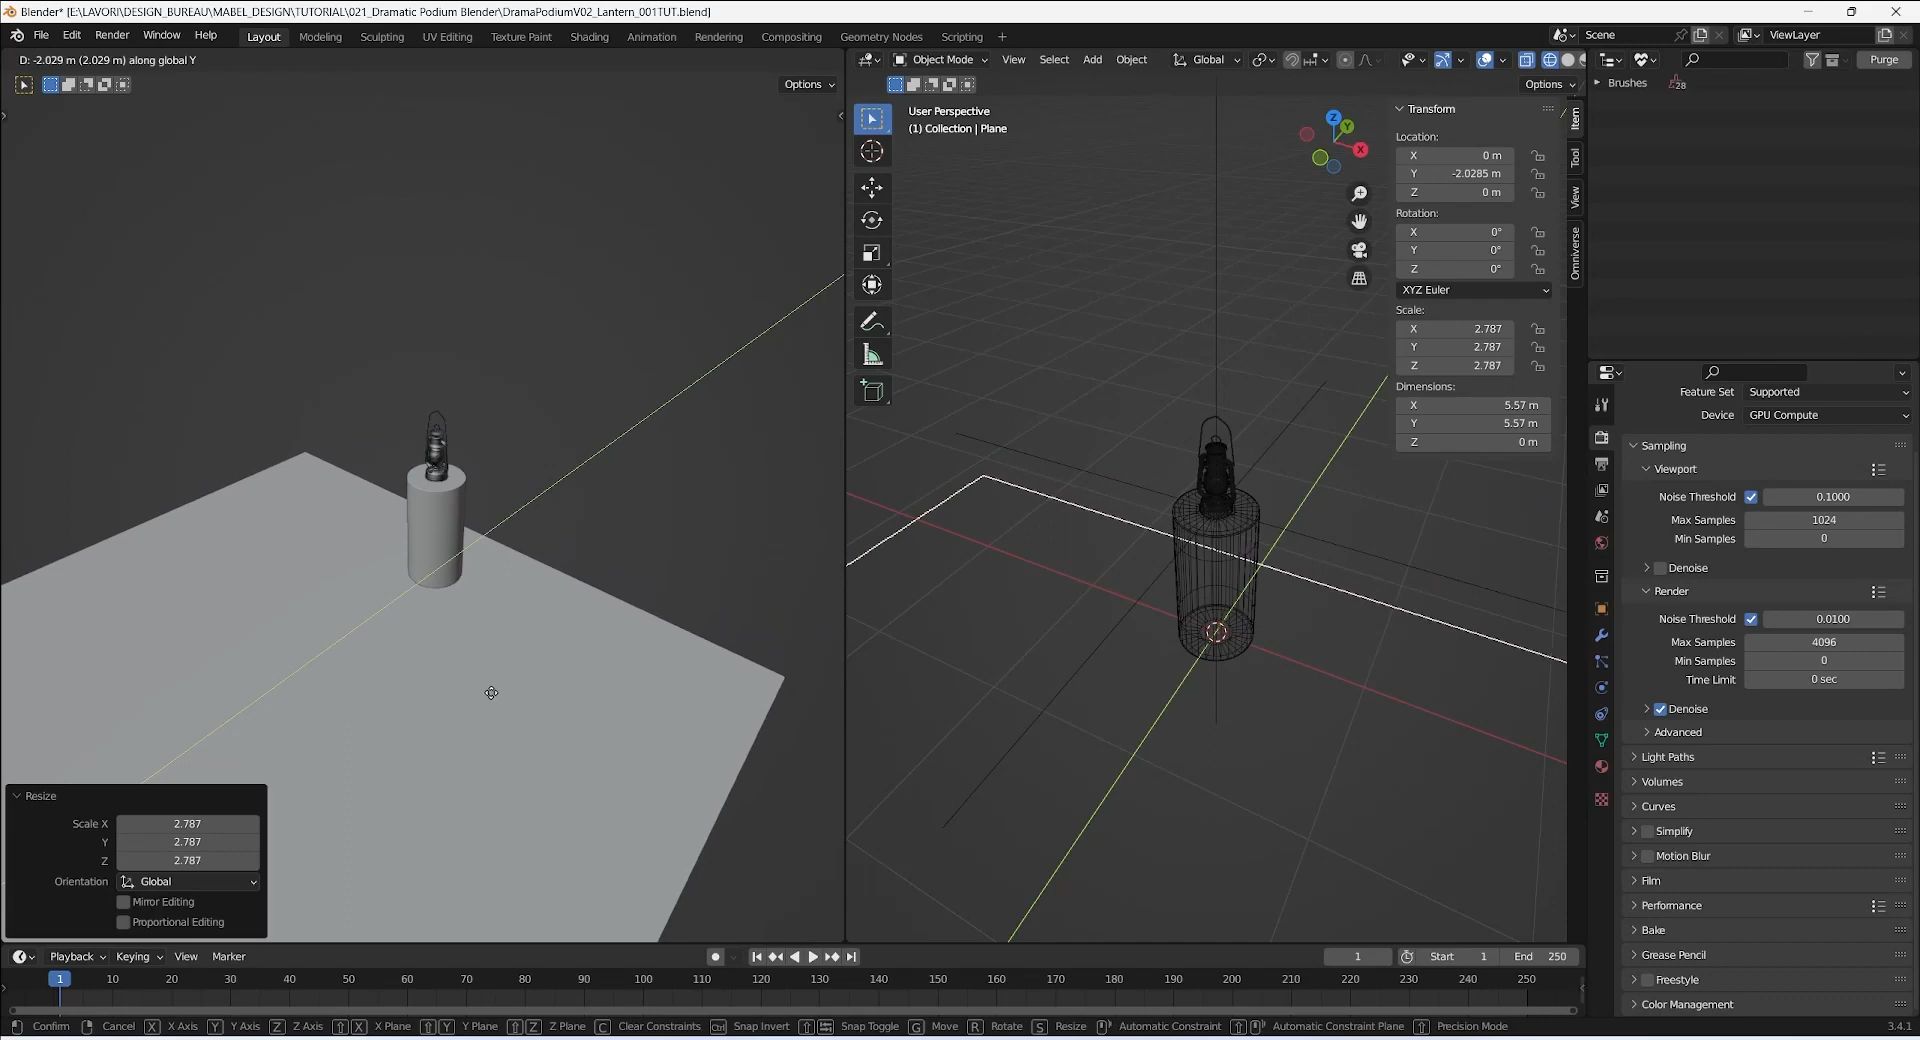 Blender* [E:\LAVORI\DESIGN_BUREAU\MABEL_DESIGN\TUTORIAL\021_Dramatic Podium Blender\DramaPodiumV02_Lantern_001TUT.blend]
File Edit Render Window Help Layout Modeling Sculpting UV Editing Texture Paint Shading Animation Rendering Compositing Geometry Nodes Scripting + Scene ViewLayer
D: -2.029 m (2.029 m) along global Y
Object Mode View Select Add Object Global Purge
Options
Options
Brushes 28
User Perspective
(1) Collection | Plane
Transform
Location:
X 0 m
Y -2.0285 m
Z 0 m
Rotation:
X 0°
Y 0°
Z 0°
XYZ Euler
Scale:
X 2.787
Y 2.787
Z 2.787
Dimensions:
X 5.57 m
Y 5.57 m
Z 0 m
Item
Tool
View
Omniverse
Z
Y
X
Feature Set Supported
Device GPU Compute
Sampling
Viewport
Noise Threshold 0.1000
Max Samples 1024
Min Samples 0
Denoise
Render
Noise Threshold 0.0100
Max Samples 4096
Min Samples 0
Time Limit 0 sec
Denoise
Advanced
Light Paths
Volumes
Curves
Simplify
Motion Blur
Film
Performance
Bake
Grease Pencil
Freestyle
Color Management
Resize
Scale X 2.787
Y 2.787
Z 2.787
Orientation Global
Mirror Editing
Proportional Editing
Playback Keying View Marker 1 Start 1 End 250
1 10 20 30 40 50 60 70 80 90 100 110 120 130 140 150 160 170 180 190 200 210 220 230 240 250
Confirm Cancel X X Axis Y Y Axis Z Z Axis X X Plane Y Y Plane Z Z Plane C Clear Constraints Ctrl Snap Invert Snap Toggle G Move R Rotate S Resize Automatic Constraint Automatic Constraint Plane Precision Mode 3.4.1